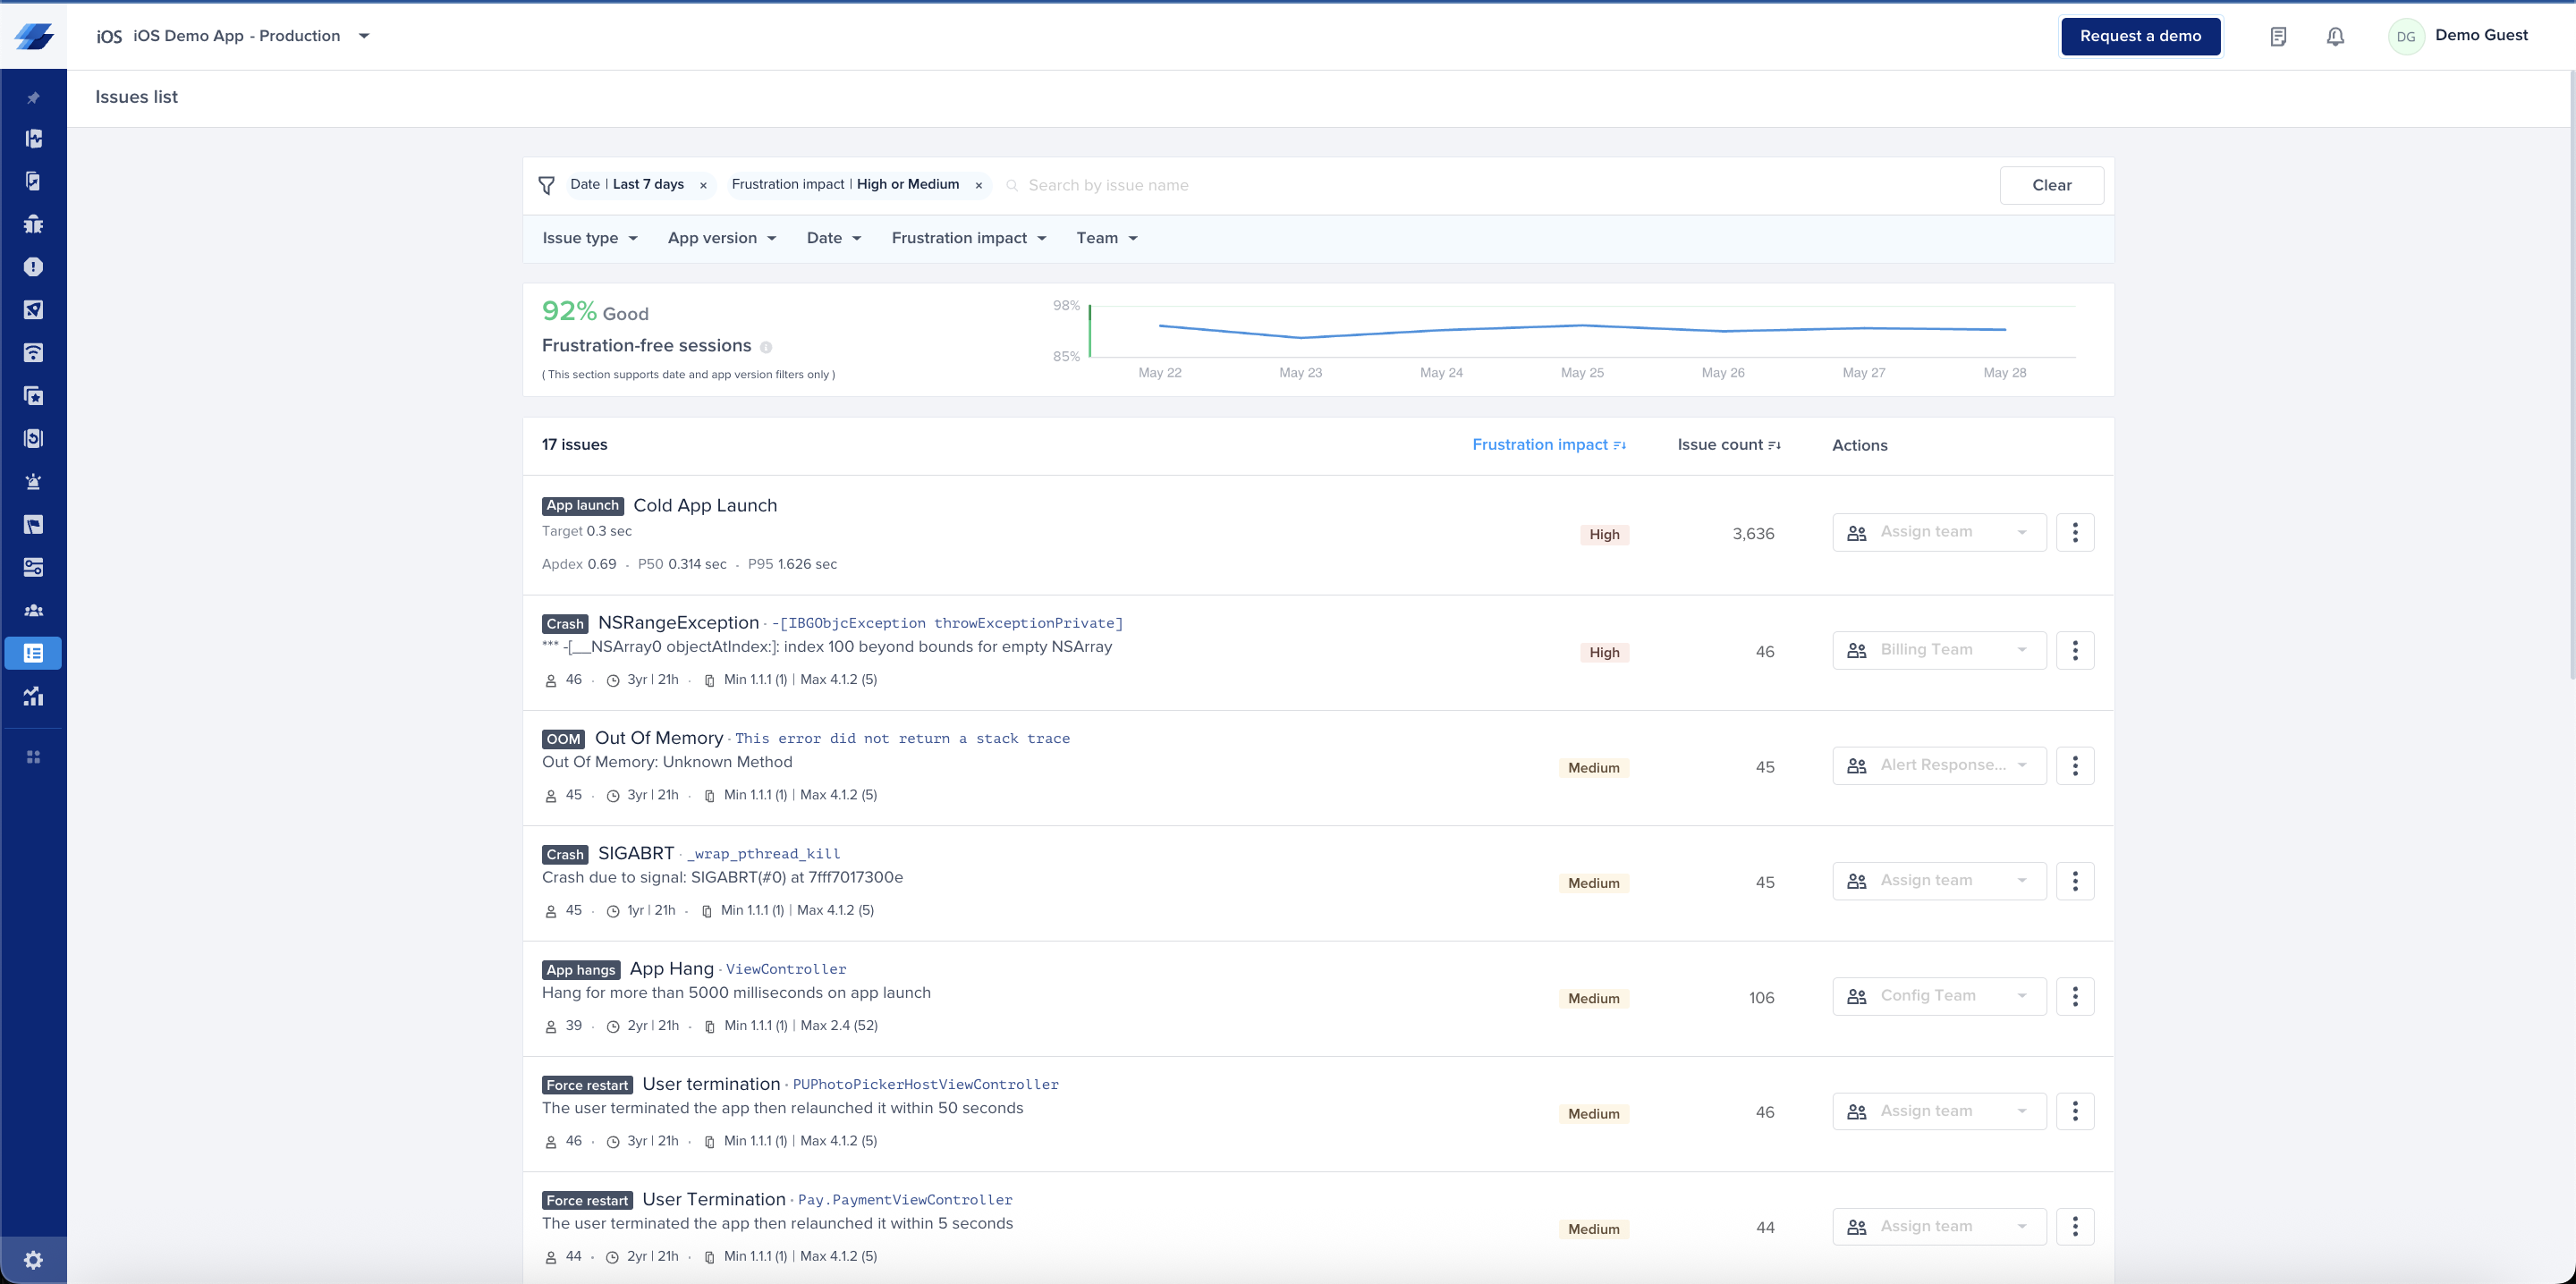 iOS iOS Demo App - Production
Request a demo
DG Demo Guest
Issues list
Date | Last 7 days × Frustration impact | High or Medium × Search by issue name Clear
Issue type App version Date Frustration impact Team
92% Good
Frustration-free sessions
( This section supports date and app version filters only )
98%
85%
May 22 May 23 May 24 May 25 May 26 May 27 May 28
17 issues Frustration impact Issue count Actions
App launch Cold App Launch
Target 0.3 sec
High 3,636 Assign team
Apdex 0.69 · P50 0.314 sec · P95 1.626 sec
Crash NSRangeException · -[IBGObjcException throwExceptionPrivate]
*** -[__NSArray0 objectAtIndex:]: index 100 beyond bounds for empty NSArray
High 46 Billing Team
46 · 3yr | 21h · Min 1.1.1 (1) | Max 4.1.2 (5)
OOM Out Of Memory · This error did not return a stack trace
Out Of Memory: Unknown Method
Medium 45 Alert Response...
45 · 3yr | 21h · Min 1.1.1 (1) | Max 4.1.2 (5)
Crash SIGABRT · _wrap_pthread_kill
Crash due to signal: SIGABRT(#0) at 7fff7017300e
Medium 45 Assign team
45 · 1yr | 21h · Min 1.1.1 (1) | Max 4.1.2 (5)
App hangs App Hang · ViewController
Hang for more than 5000 milliseconds on app launch
Medium 106 Config Team
39 · 2yr | 21h · Min 1.1.1 (1) | Max 2.4 (52)
Force restart User termination · PUPhotoPickerHostViewController
The user terminated the app then relaunched it within 50 seconds
Medium 46 Assign team
46 · 3yr | 21h · Min 1.1.1 (1) | Max 4.1.2 (5)
Force restart User Termination · Pay.PaymentViewController
The user terminated the app then relaunched it within 5 seconds
Medium 44 Assign team
44 · 2yr | 21h · Min 1.1.1 (1) | Max 4.1.2 (5)